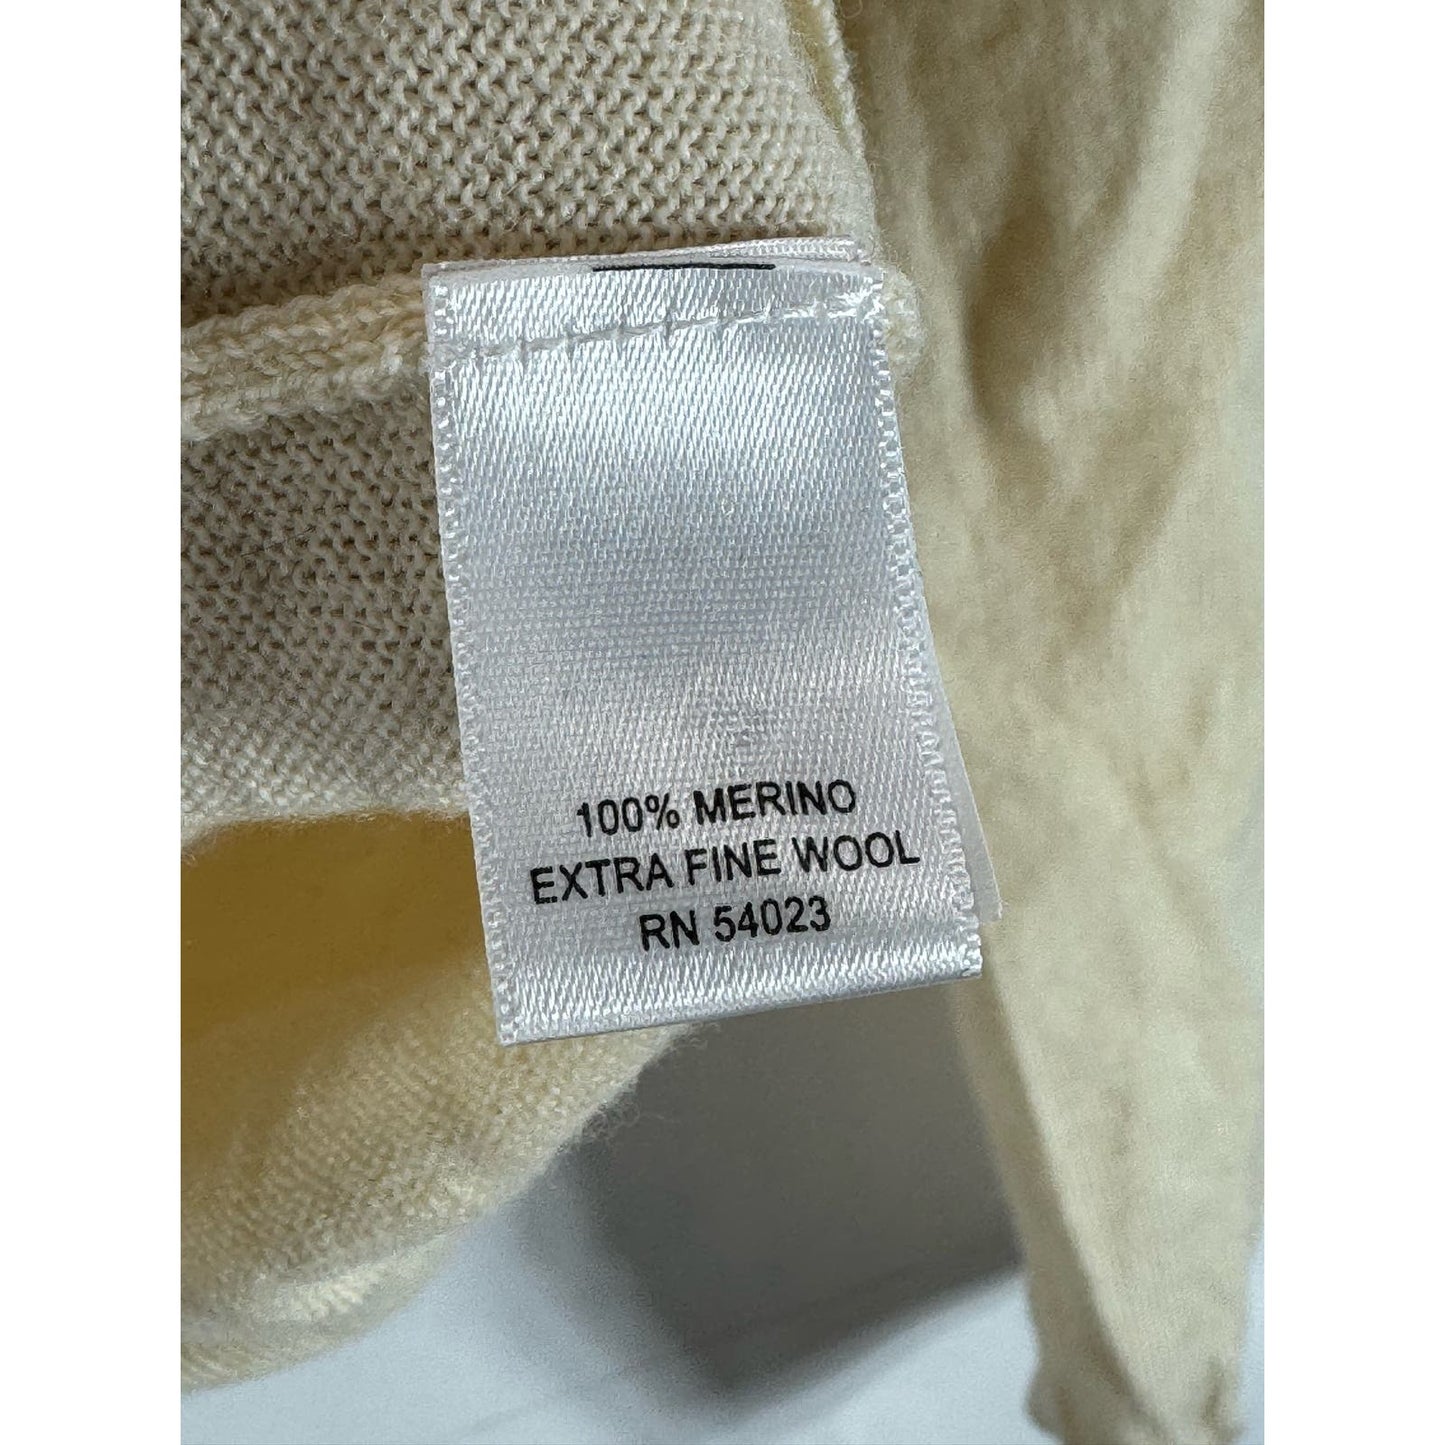 100% MERINO
EXTRA FINE WOOL
RN 54023